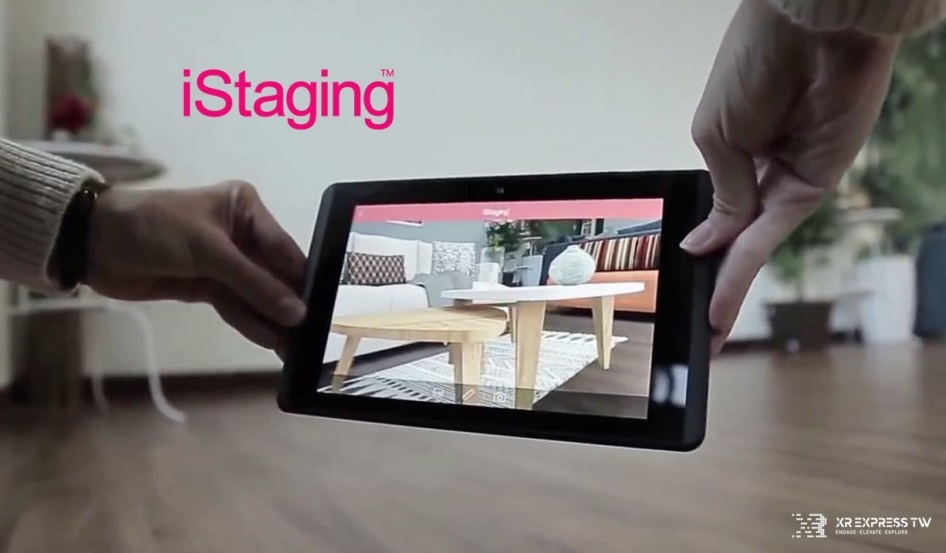 iStaging™
iStaging
XR EXPRESS TW
ENGAGE · ELEVATE · EXPLORE